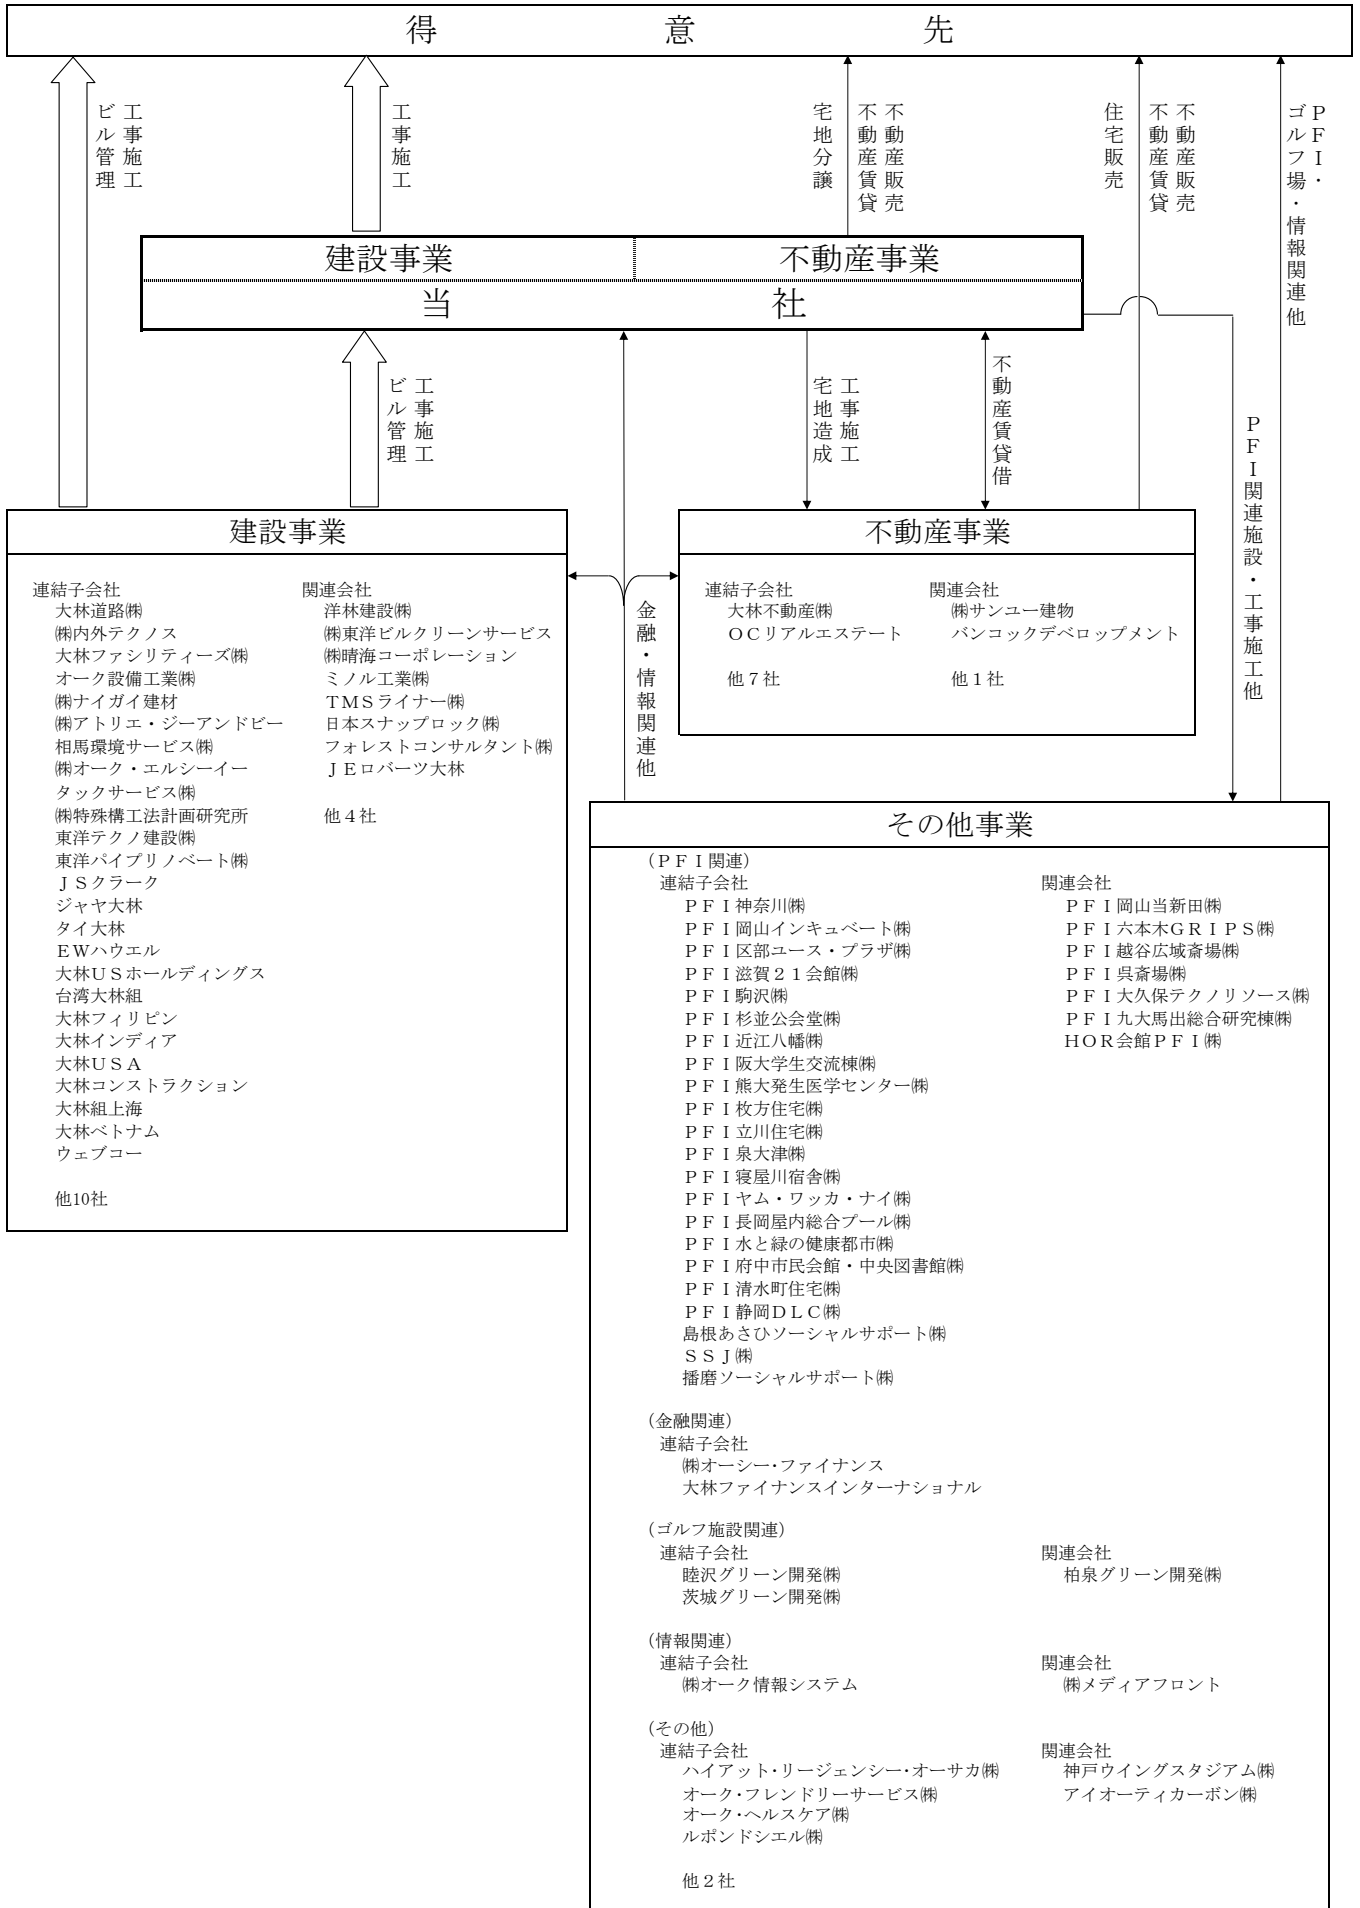 得意先
工事施工
ビル管理
工事施工
不動産販売
不動産賃貸
宅地分譲
不動産販売
不動産賃貸
住宅販売
ＰＦＩ・
ゴルフ場・情報関連他
建設事業
不動産事業
当社
工事施工
ビル管理
工事施工
宅地造成
不動産賃貸借
ＰＦＩ関連施設・工事施工他
金融・情報関連他
建設事業
連結子会社
大林道路㈱
㈱内外テクノス
大林ファシリティーズ㈱
オーク設備工業㈱
㈱ナイガイ建材
㈱アトリエ・ジーアンドビー
相馬環境サービス㈱
㈱オーク・エルシーイー
タックサービス㈱
㈱特殊構工法計画研究所
東洋テクノ建設㈱
東洋パイプリノベート㈱
ＪＳクラーク
ジャヤ大林
タイ大林
ＥＷハウエル
大林ＵＳホールディングス
台湾大林組
大林フィリピン
大林インディア
大林ＵＳＡ
大林コンストラクション
大林組上海
大林ベトナム
ウェブコー
他10社
関連会社
洋林建設㈱
㈱東洋ビルクリーンサービス
㈱晴海コーポレーション
ミノル工業㈱
ＴＭＳライナー㈱
日本スナップロック㈱
フォレストコンサルタント㈱
ＪＥロバーツ大林
他４社
不動産事業
連結子会社
大林不動産㈱
ＯＣリアルエステート
他７社
関連会社
㈱サンユー建物
バンコックデベロップメント
他１社
その他事業
（ＰＦＩ関連）
連結子会社
ＰＦＩ神奈川㈱
ＰＦＩ岡山インキュベート㈱
ＰＦＩ区部ユース・プラザ㈱
ＰＦＩ滋賀２１会館㈱
ＰＦＩ駒沢㈱
ＰＦＩ杉並公会堂㈱
ＰＦＩ近江八幡㈱
ＰＦＩ阪大学生交流棟㈱
ＰＦＩ熊大発生医学センター㈱
ＰＦＩ枚方住宅㈱
ＰＦＩ立川住宅㈱
ＰＦＩ泉大津㈱
ＰＦＩ寝屋川宿舎㈱
ＰＦＩヤム・ワッカ・ナイ㈱
ＰＦＩ長岡屋内総合プール㈱
ＰＦＩ水と緑の健康都市㈱
ＰＦＩ府中市民会館・中央図書館㈱
ＰＦＩ清水町住宅㈱
ＰＦＩ静岡ＤＬＣ㈱
島根あさひソーシャルサポート㈱
ＳＳＪ㈱
播磨ソーシャルサポート㈱
関連会社
ＰＦＩ岡山当新田㈱
ＰＦＩ六本木ＧＲＩＰＳ㈱
ＰＦＩ越谷広域斎場㈱
ＰＦＩ呉斎場㈱
ＰＦＩ大久保テクノリソース㈱
ＰＦＩ九大馬出総合研究棟㈱
ＨＯＲ会館ＰＦＩ㈱
（金融関連）
連結子会社
㈱オーシー・ファイナンス
大林ファイナンスインターナショナル
（ゴルフ施設関連）
連結子会社
睦沢グリーン開発㈱
茨城グリーン開発㈱
関連会社
柏泉グリーン開発㈱
（情報関連）
連結子会社
㈱オーク情報システム
関連会社
㈱メディアフロント
（その他）
連結子会社
ハイアット・リージェンシー・オーサカ㈱
オーク・フレンドリーサービス㈱
オーク・ヘルスケア㈱
ルポンドシエル㈱
他２社
関連会社
神戸ウイングスタジアム㈱
アイオーティカーボン㈱